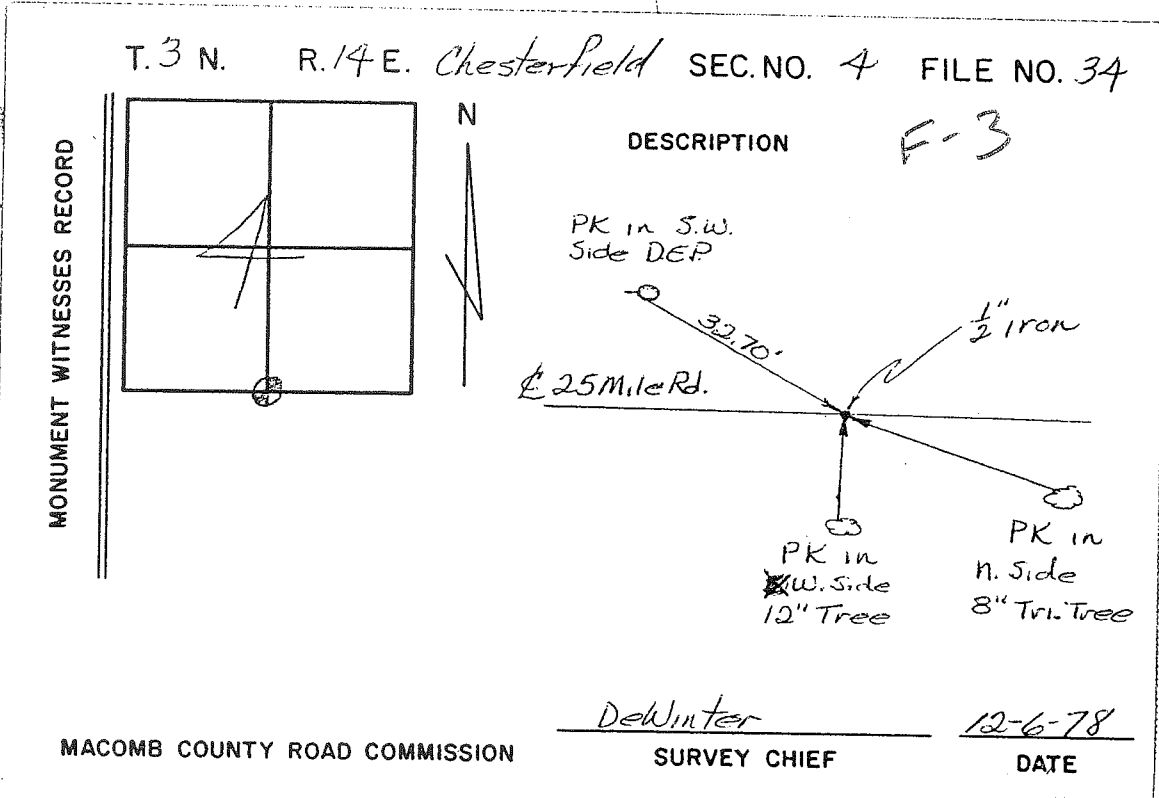 T. 3 N. R. 14 E. Chesterfield SEC. NO. 4 FILE NO. 34
MONUMENT WITNESSES RECORD
N
DESCRIPTION
F-3
PK in S.W.
Side DEP
32.70'
1/2" iron
℄ 25 Mile Rd.
PK in
W. Side
12" Tree
PK in
n. Side
8" Tri. Tree
DeWinter 12-6-78
MACOMB COUNTY ROAD COMMISSION SURVEY CHIEF DATE